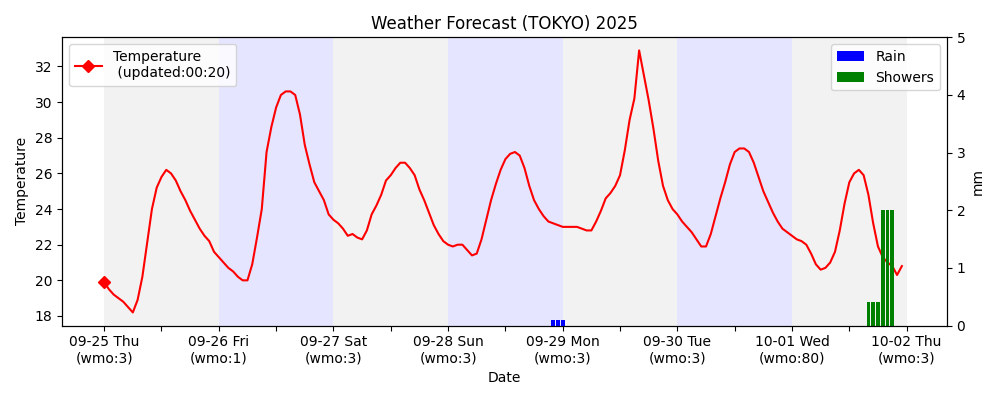 Weather Forecast (TOKYO) 2025
Temperature
(updated:00:20)
Rain
Showers
Temperature
32
30
28
26
24
22
20
18
5
4
3
2
1
0
mm
09-25 Thu
(wmo:3)
09-26 Fri
(wmo:1)
09-27 Sat
(wmo:3)
09-28 Sun
(wmo:3)
09-29 Mon
(wmo:3)
09-30 Tue
(wmo:3)
10-01 Wed
(wmo:80)
10-02 Thu
(wmo:3)
Date